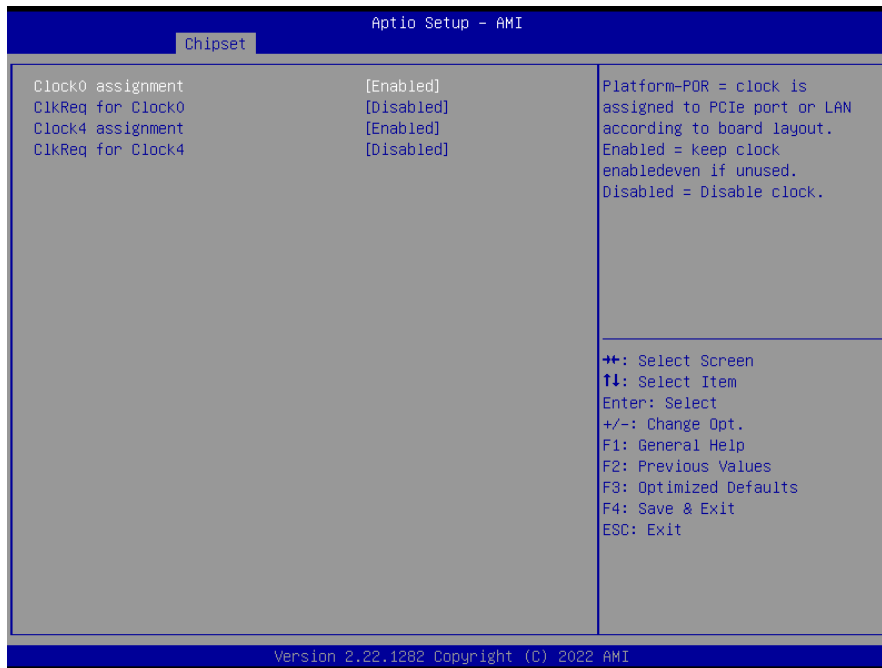 Aptio Setup – AMI
Chipset
Clock0 assignment [Enabled]
ClkReq for Clock0 [Disabled]
Clock4 assignment [Enabled]
ClkReq for Clock4 [Disabled]
Platform-POR = clock is
assigned to PCIe port or LAN
according to board layout.
Enabled = keep clock
enabledeven if unused.
Disabled = Disable clock.
→←: Select Screen
↑↓: Select Item
Enter: Select
+/-: Change Opt.
F1: General Help
F2: Previous Values
F3: Optimized Defaults
F4: Save & Exit
ESC: Exit
Version 2.22.1282 Copyright (C) 2022 AMI